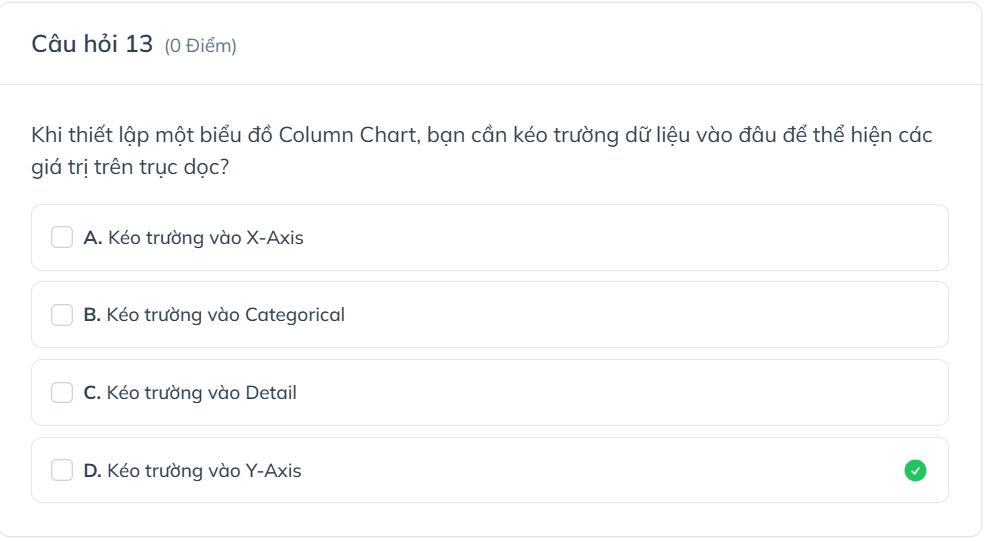 Câu hỏi 13 (0 Điểm)
Khi thiết lập một biểu đồ Column Chart, bạn cần kéo trường dữ liệu vào đâu để thể hiện các
giá trị trên trục dọc?
A. Kéo trường vào X-Axis
B. Kéo trường vào Categorical
C. Kéo trường vào Detail
D. Kéo trường vào Y-Axis